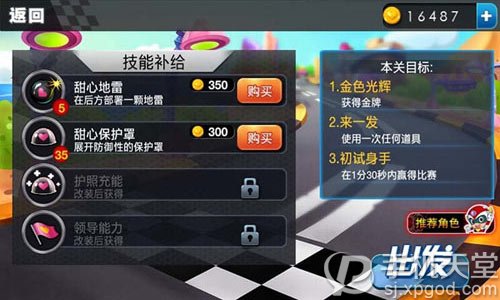 返回
16487
技能补给
甜心地雷
350
购买
在后方部署一颗地雷
5
甜心保护罩
300
购买
展开防御性的保护罩
35
护照充能
改装后获得
领导能力
改装后获得
本关目标:
1.金色光辉
获得金牌
2.来一发
使用一次任何道具
3.初试身手
在1分30秒内赢得比赛
推荐角色
出发
手机天堂
sj.xpgod.com